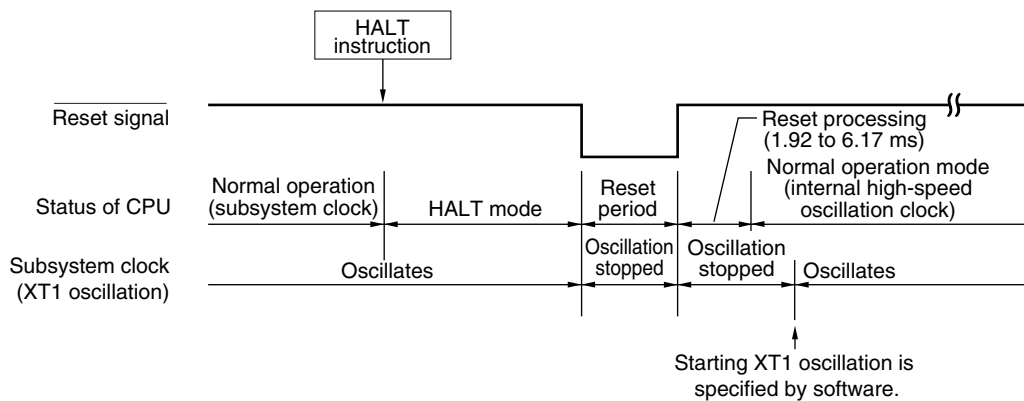 HALT
instruction
Reset signal
Reset processing
(1.92 to 6.17 ms)
Status of CPU
Normal operation
(subsystem clock)
HALT mode
Reset
period
Normal operation mode
(internal high-speed
oscillation clock)
Subsystem clock
(XT1 oscillation)
Oscillates
Oscillation
stopped
Oscillation
stopped
Oscillates
Starting XT1 oscillation is
specified by software.